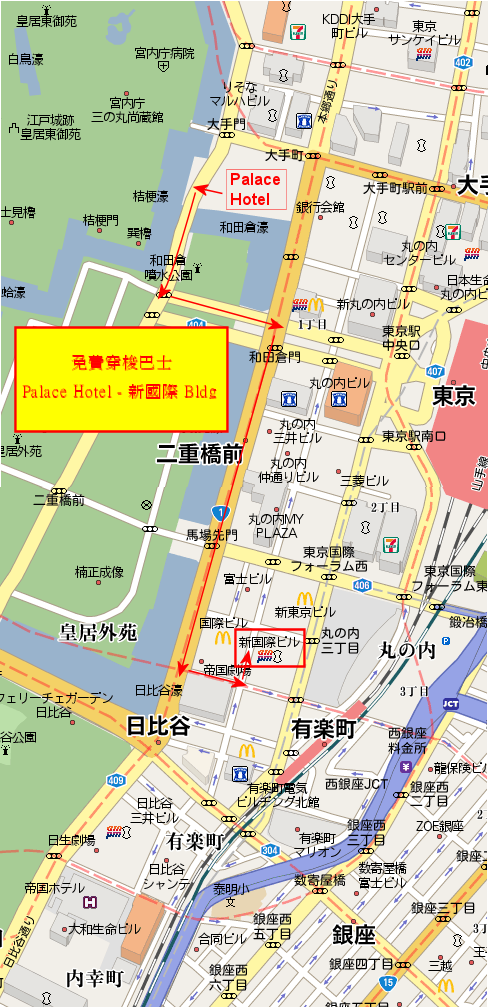 皇居東御苑
KDDI大手
町ビル
東京
サンケイビル
白鳥濠
宮内庁病院
402
りそな
マルハビル
宮内庁
三の丸尚蔵館
本郷通り
江戸城跡
皇居東御苑
大手門
大手町
大手町駅前
大手
Palace
Hotel
桔梗濠
士見櫓
桔梗門
巽櫓
和田倉濠
銀行会館
丸の内
センタービル
和田倉
噴水公園
日本生命
丸の内ビ
蛤濠
404
1丁目
新丸の内ビル
東京駅
中央口
免費穿梭巴士
Palace Hotel - 新國際 Bldg
和田倉門
407
丸の内ビル
東京
丸の内
三井ビル
東京駅南口
居外苑
二重橋前
丸の内
仲通りビル
山手線
三菱ビル
二重橋前
1
2丁目
丸の内MY
PLAZA
馬場先門
東京国際
フォーラム西
楠正成像
富士ビル
406
東京国際
フォーラム東
新東京ビル
鍛冶橋
国際ビル
皇居外苑
新国際ビル
丸の内
三丁目
丸の内
P
帝国劇場
日比谷濠
3丁目
フェリーチェガーデン
日比谷
JCT
日比谷
有楽町
谷公園
西銀座
料金所
409
龍保険ビ
有楽町電気
ビルヂング北館
西銀座JCT
銀座西
二丁目
日比谷
三井ビル
日生劇場
有楽町
有楽町
マリオン
銀座西
三丁目
ZOE銀座
304
日比谷
シャンテ
数寄屋橋
富士ビル
帝国ホテル
泰明小
数寄屋橋
H
大和生命ビル
銀座西
五丁目
銀座三丁目
日比谷通り
合同ビル
銀座
内幸町
銀座西
六丁目
銀座四丁目
三越
15